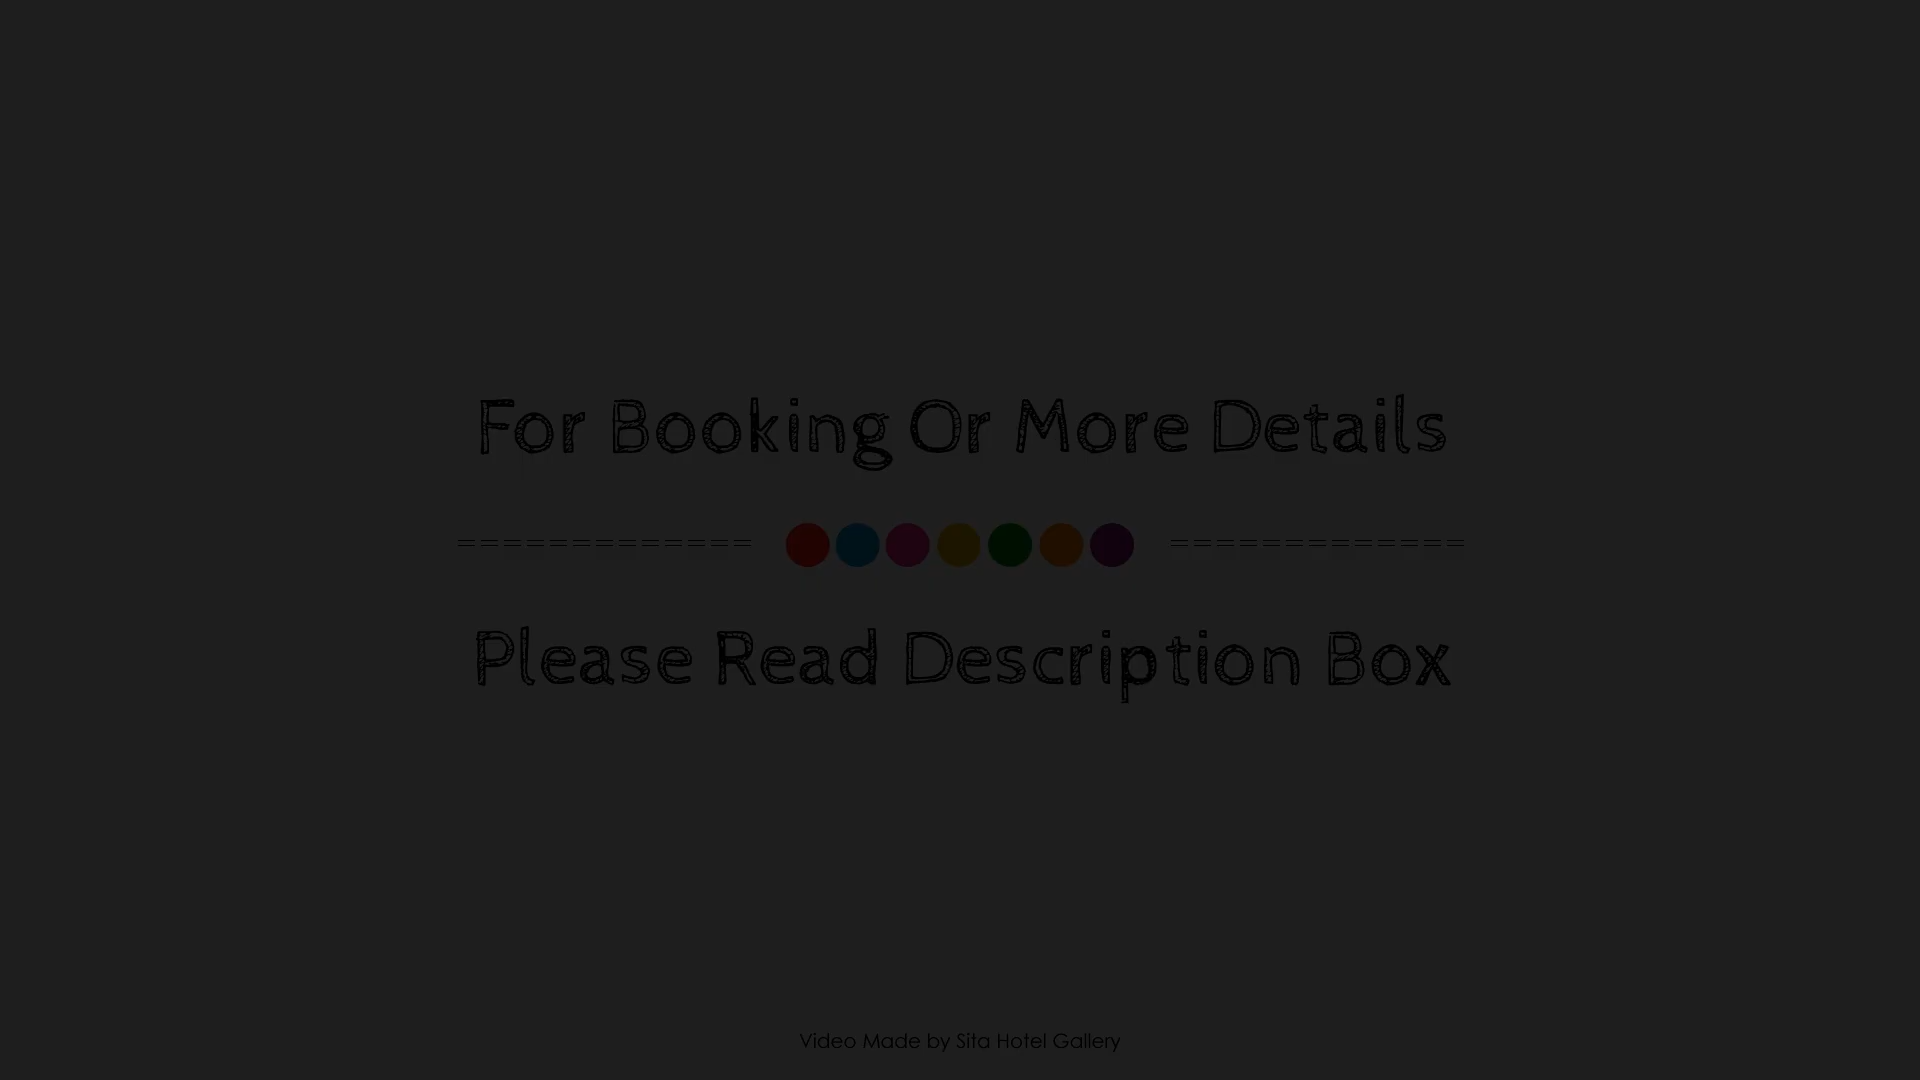 For Booking Or More Details
============= =============
Please Read Description Box
Video Made by Sita Hotel Gallery